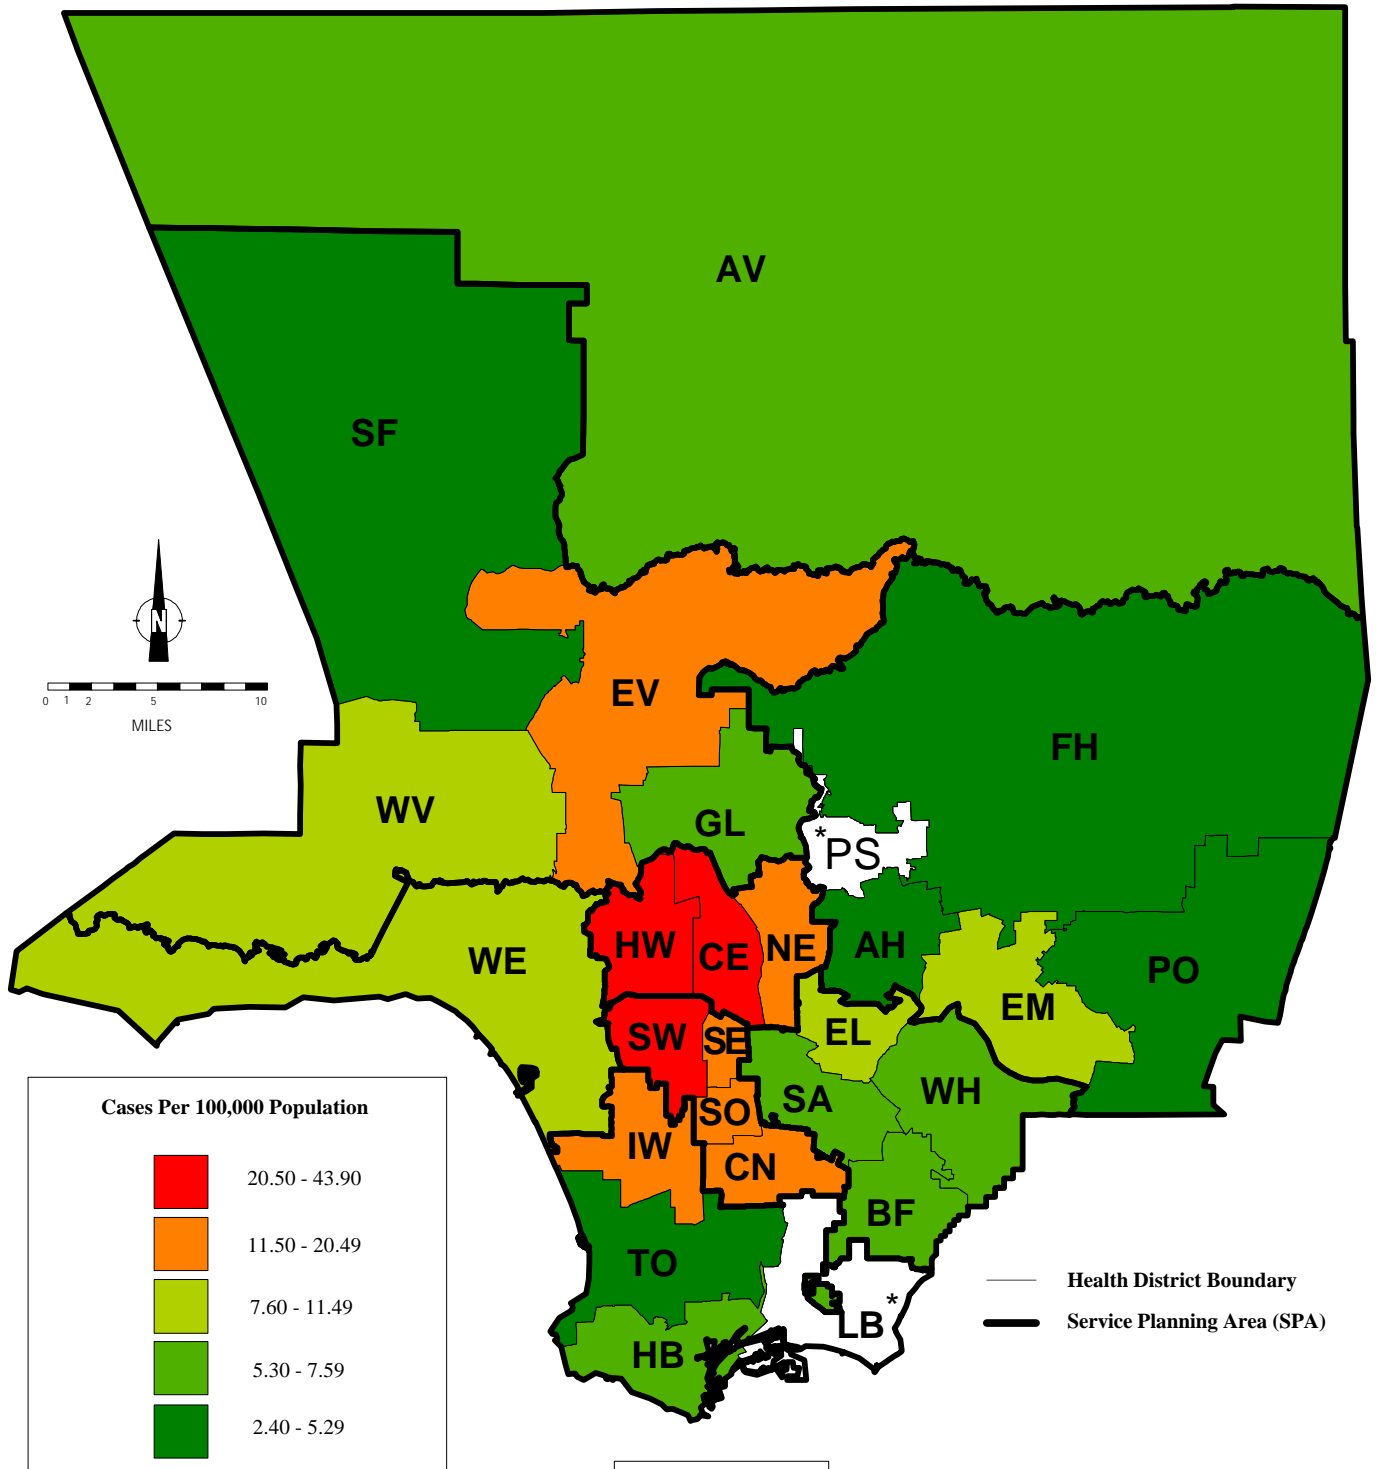 AV
SF
N
0 1 2 5 10
MILES
EV
FH
WV
GL
*PS
HW
CE
NE
AH
WE
PO
EM
SW
SE
EL
SA
WH
SO
IW
CN
BF
TO
LB*
HB
Cases Per 100,000 Population
20.50 - 43.90
11.50 - 20.49
7.60 - 11.49
5.30 - 7.59
2.40 - 5.29
Health District Boundary
Service Planning Area (SPA)